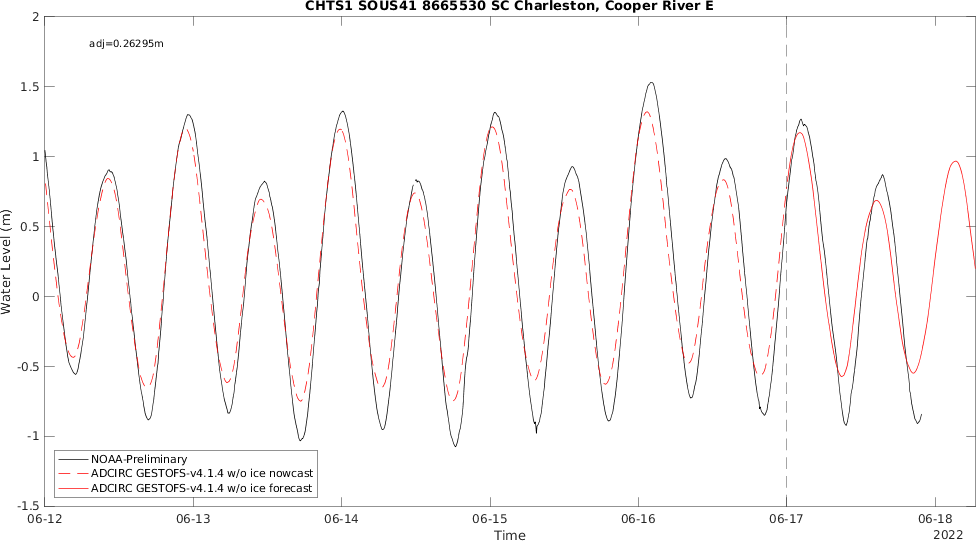 CHTS1 SOUS41 8665530 SC Charleston, Cooper River E
adj=0.26295m
2
1.5
1
0.5
0
-0.5
-1
-1.5
Water Level (m)
NOAA-Preliminary
ADCIRC GESTOFS-v4.1.4 w/o ice nowcast
ADCIRC GESTOFS-v4.1.4 w/o ice forecast
06-12 06-13 06-14 06-15 06-16 06-17 06-18
Time
2022